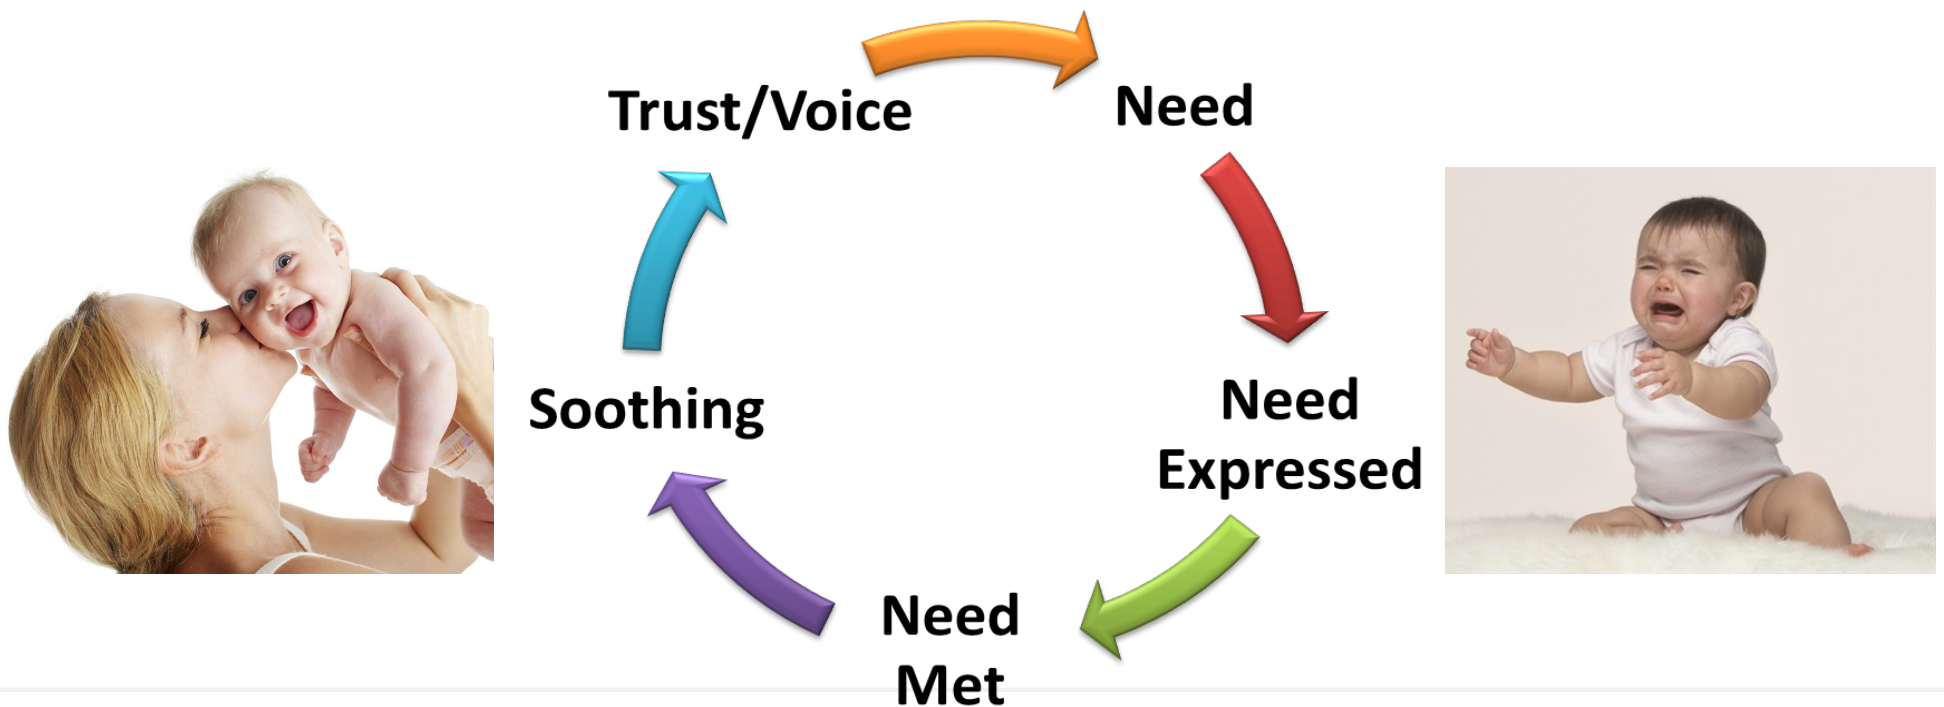 Trust/Voice
Need
Need
Expressed
Need
Met
Soothing